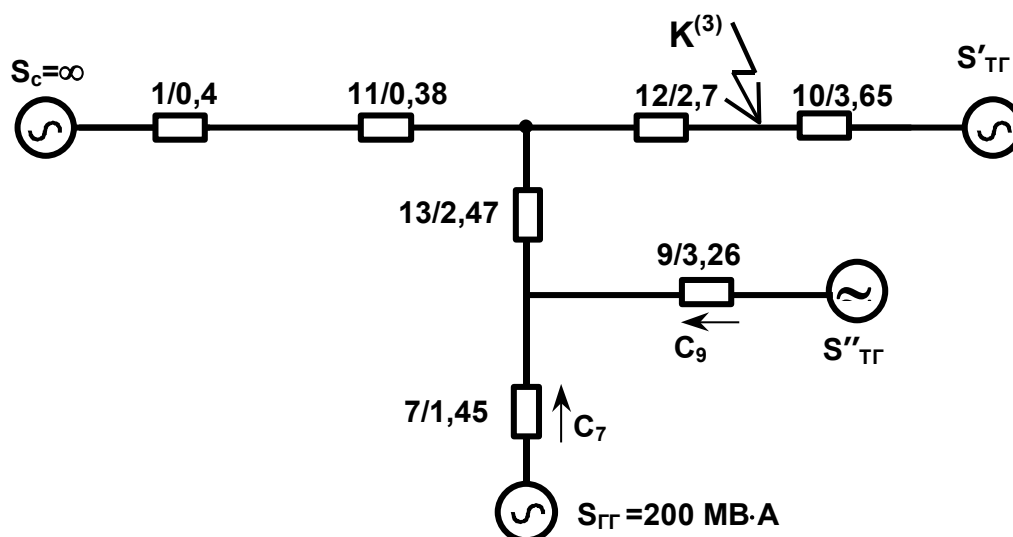 K(3)
Sс=∞
S′ТГ
1/0,4
11/0,38
12/2,7
10/3,65
13/2,47
9/3,26
C9
S″ТГ
7/1,45
C7
SГГ =200 МВ·А